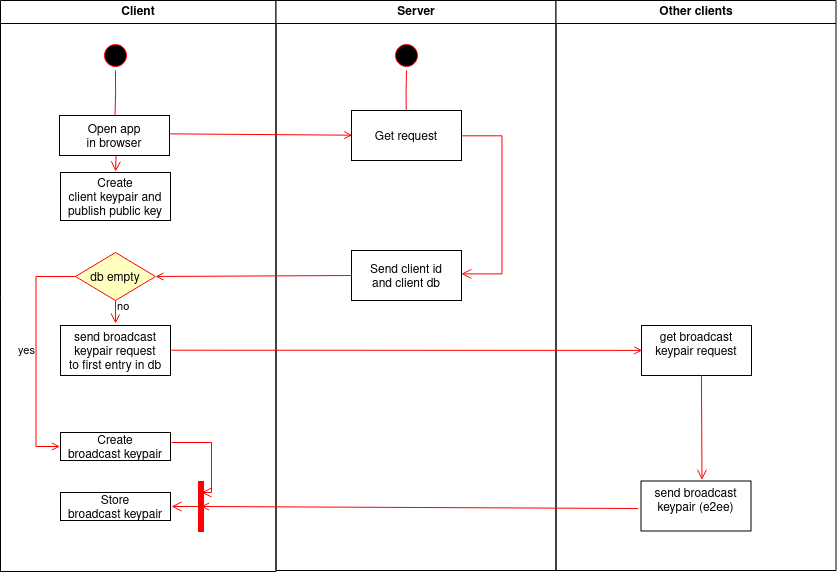 Client
Server
Other clients
Open app
in browser
Get request
Create
client keypair and
publish public key
db empty
Send client id
and client db
no
yes
send broadcast
keypair request
to first entry in db
get broadcast
keypair request
Create
broadcast keypair
Store
broadcast keypair
send broadcast
keypair (e2ee)